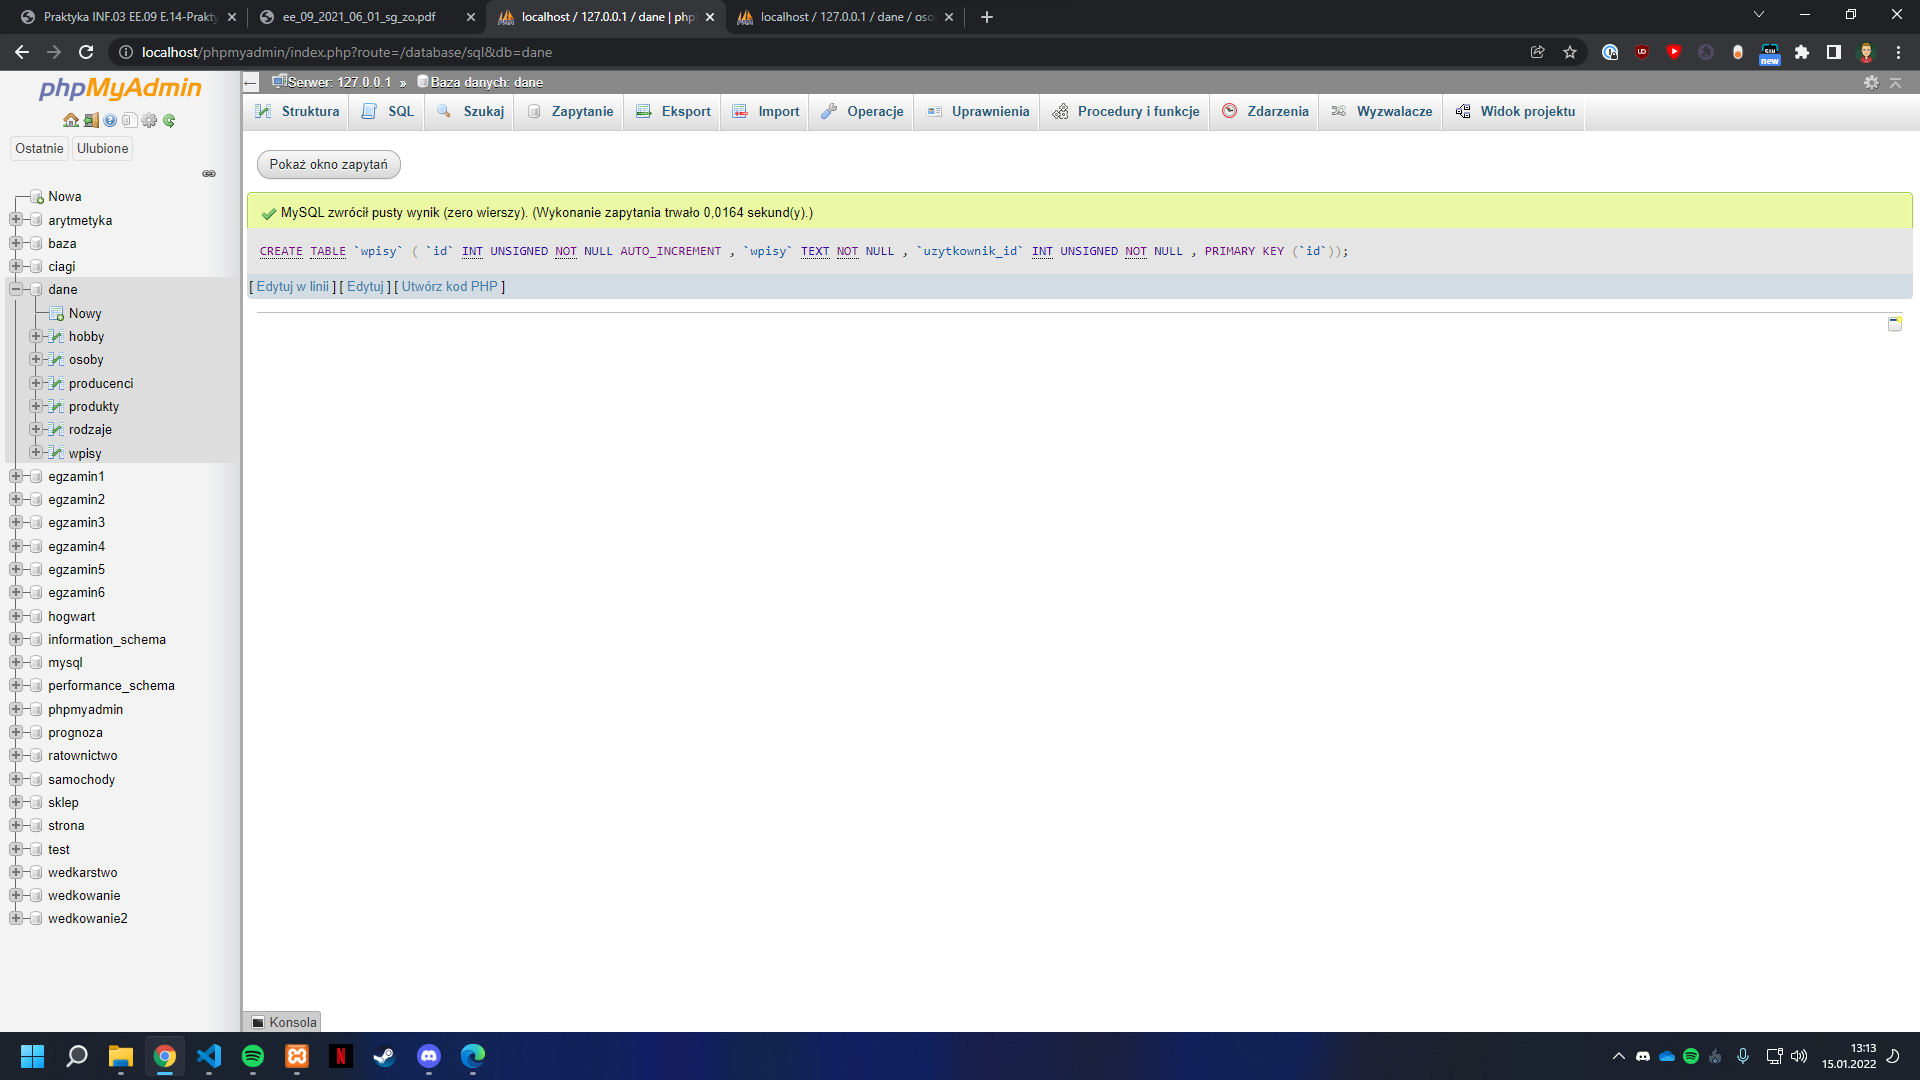 Praktyka INF.03 EE.09 E.14-Prakty
ee_09_2021_06_01_sg_zo.pdf
localhost / 127.0.0.1 / dane | php
localhost / 127.0.0.1 / dane / oso
localhost/phpmyadmin/index.php?route=/database/sql&db=dane
new
phpMyAdmin
Ostatnie
Ulubione
Nowa
arytmetyka
baza
ciagi
dane
Nowy
hobby
osoby
producenci
produkty
rodzaje
wpisy
egzamin1
egzamin2
egzamin3
egzamin4
egzamin5
egzamin6
hogwart
information_schema
mysql
performance_schema
phpmyadmin
prognoza
ratownictwo
samochody
sklep
strona
test
wedkarstwo
wedkowanie
wedkowanie2
Serwer: 127.0.0.1 » Baza danych: dane
Struktura
SQL
Szukaj
Zapytanie
Eksport
Import
Operacje
Uprawnienia
Procedury i funkcje
Zdarzenia
Wyzwalacze
Widok projektu
Pokaż okno zapytań
MySQL zwrócił pusty wynik (zero wierszy). (Wykonanie zapytania trwało 0,0164 sekund(y).)
CREATE TABLE `wpisy` ( `id` INT UNSIGNED NOT NULL AUTO_INCREMENT , `wpisy` TEXT NOT NULL , `uzytkownik_id` INT UNSIGNED NOT NULL , PRIMARY KEY (`id`));
[ Edytuj w linii ] [ Edytuj ] [ Utwórz kod PHP ]
Konsola
13:13
15.01.2022